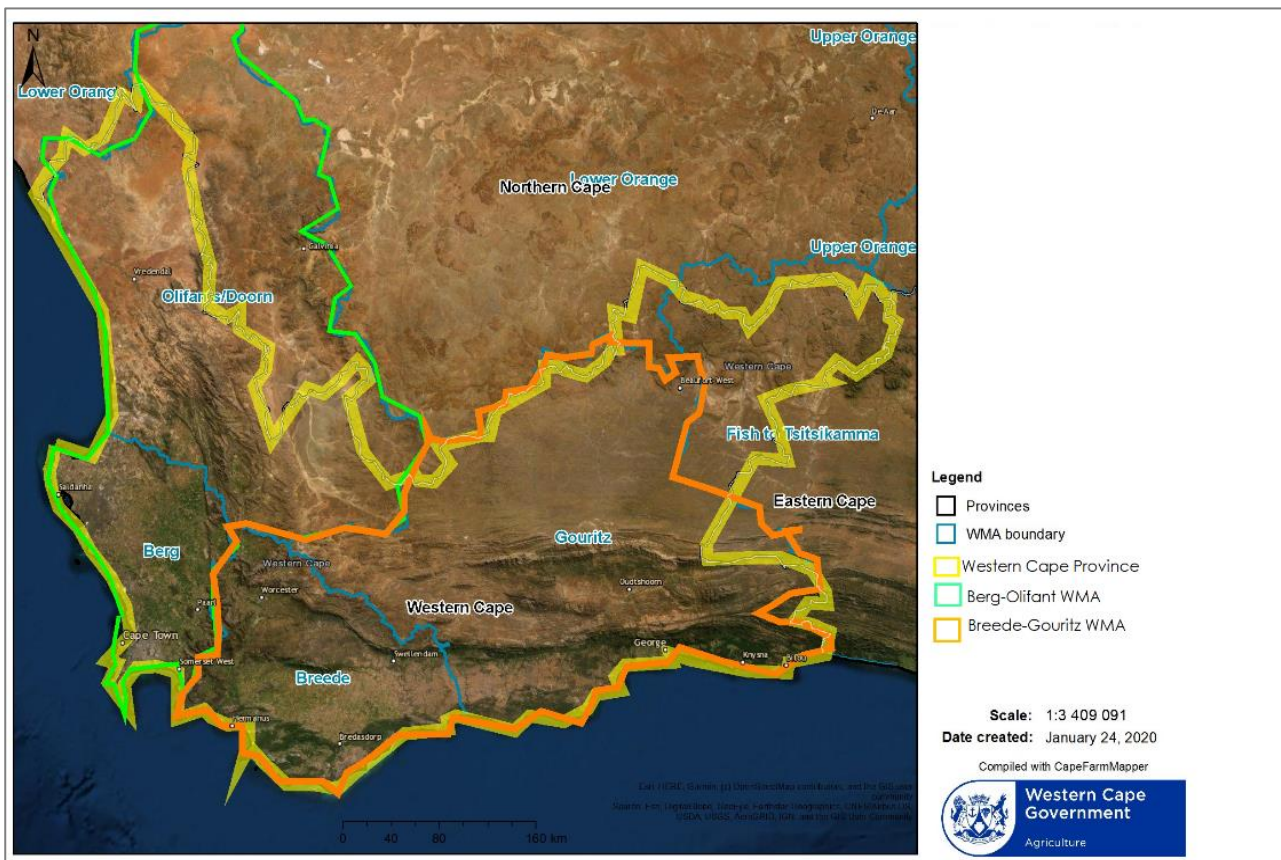 N
Upper Orange
Lower Orang
De Aar
Northern Cape
Lower Orange
Upper Orange
Calvinia
Vredendal
Olifants/Doorn
Western Cape
Beaufort West
Fish to Tsitsikamma
Saldanha
Eastern Cape
Gouritz
Berg
Western Cape
Oudtshoorn
Worcester
Paarl
Western Cape
Cape Town
George
Knysna
Somerset West
Swellendam
Breede
Hermanus
Bredasdorp
0 40 80 160 km
Legend
Provinces
WMA boundary
Western Cape Province
Berg-Olifant WMA
Breede-Gouritz WMA
Scale: 1:3 409 091
Date created: January 24, 2020
Compiled with CapeFarmMapper
Western Cape
Government
Agriculture